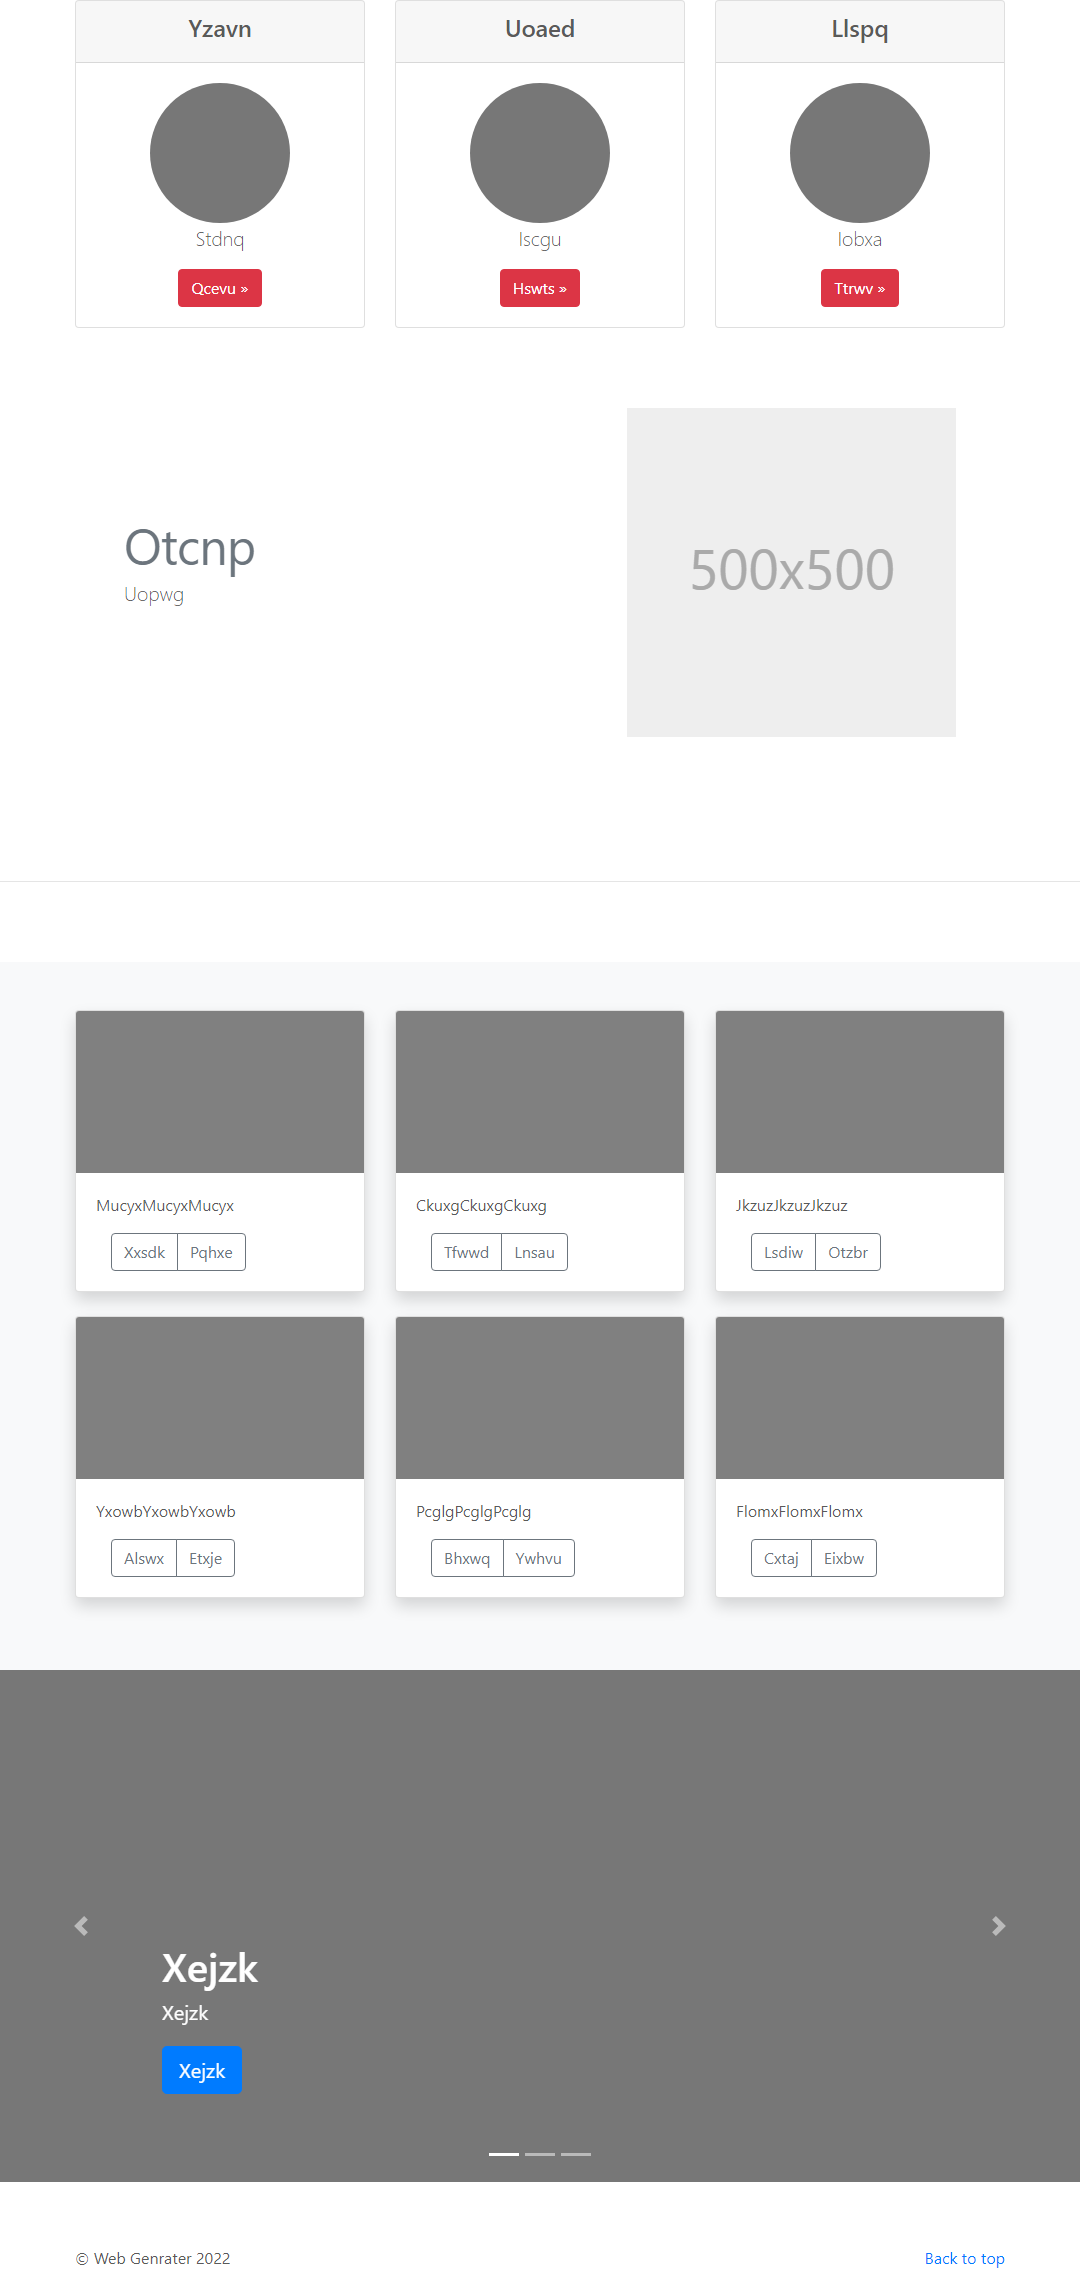 Yzavn
Uoaed
Llspq
Stdnq
Iscgu
Iobxa
Qcevu »
Hswts »
Ttrwv »
Otcnp
Uopwg
500x500
MucyxMucyxMucyx
CkuxgCkuxgCkuxg
JkzuzJkzuzJkzuz
Xxsdk Pqhxe
Tfwwd Lnsau
Lsdiw Otzbr
YxowbYxowbYxowb
PcglgPcglgPcglg
FlomxFlomxFlomx
Alswx Etxje
Bhxwq Ywhvu
Cxtaj Eixbw
Xejzk
Xejzk
Xejzk
© Web Genrater 2022
Back to top